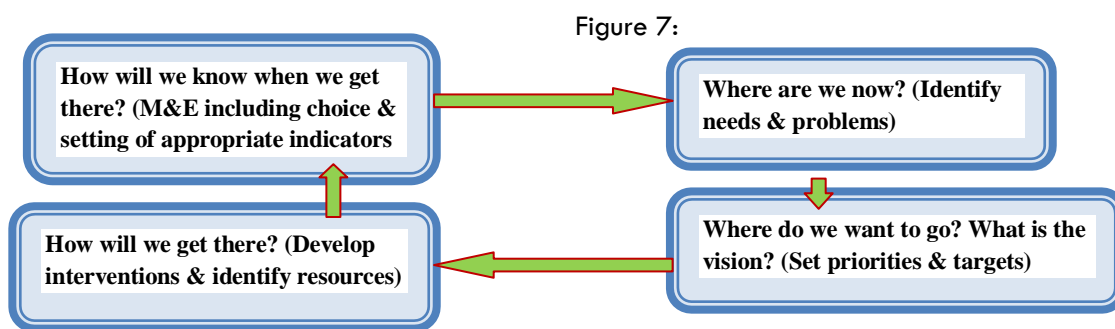 Figure 7:
How will we know when we get
there? (M&E including choice &
setting of appropriate indicators
Where are we now? (Identify
needs & problems)
How will we get there? (Develop
interventions & identify resources)
Where do we want to go? What is the
vision? (Set priorities & targets)